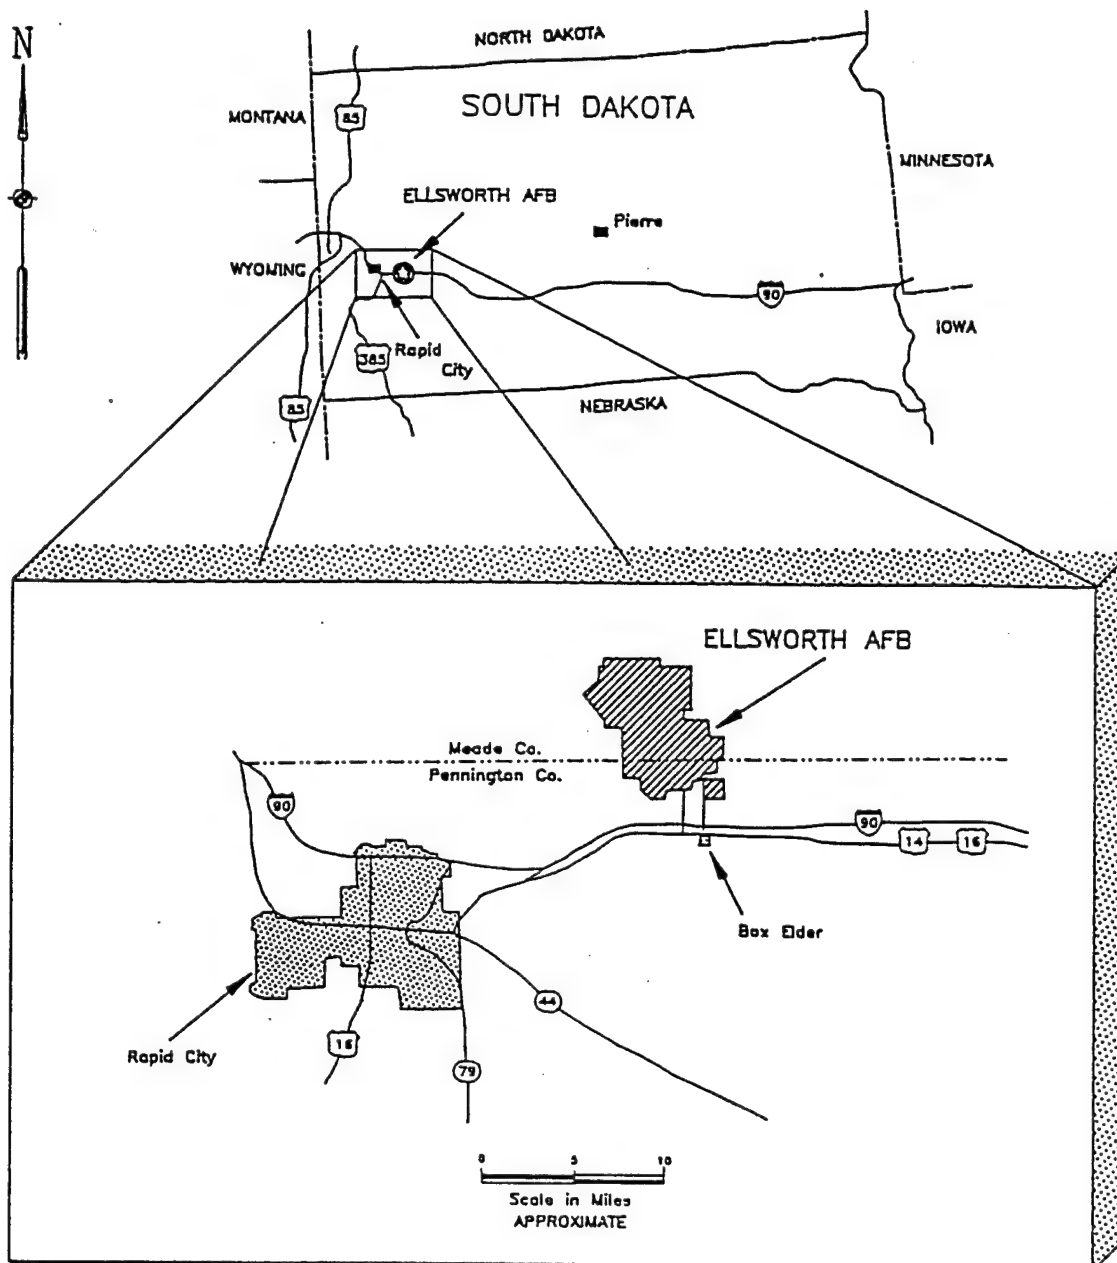 N
NORTH DAKOTA
SOUTH DAKOTA
MONTANA
85
MINNESOTA
ELLSWORTH AFB
Pierre
WYOMING
90
IOWA
Rapid
City
385
85
NEBRASKA
ELLSWORTH AFB
Meade Co.
Pennington Co.
90
90
14
16
Box Elder
44
Rapid City
16
79
0 5 10
Scale in Miles
APPROXIMATE